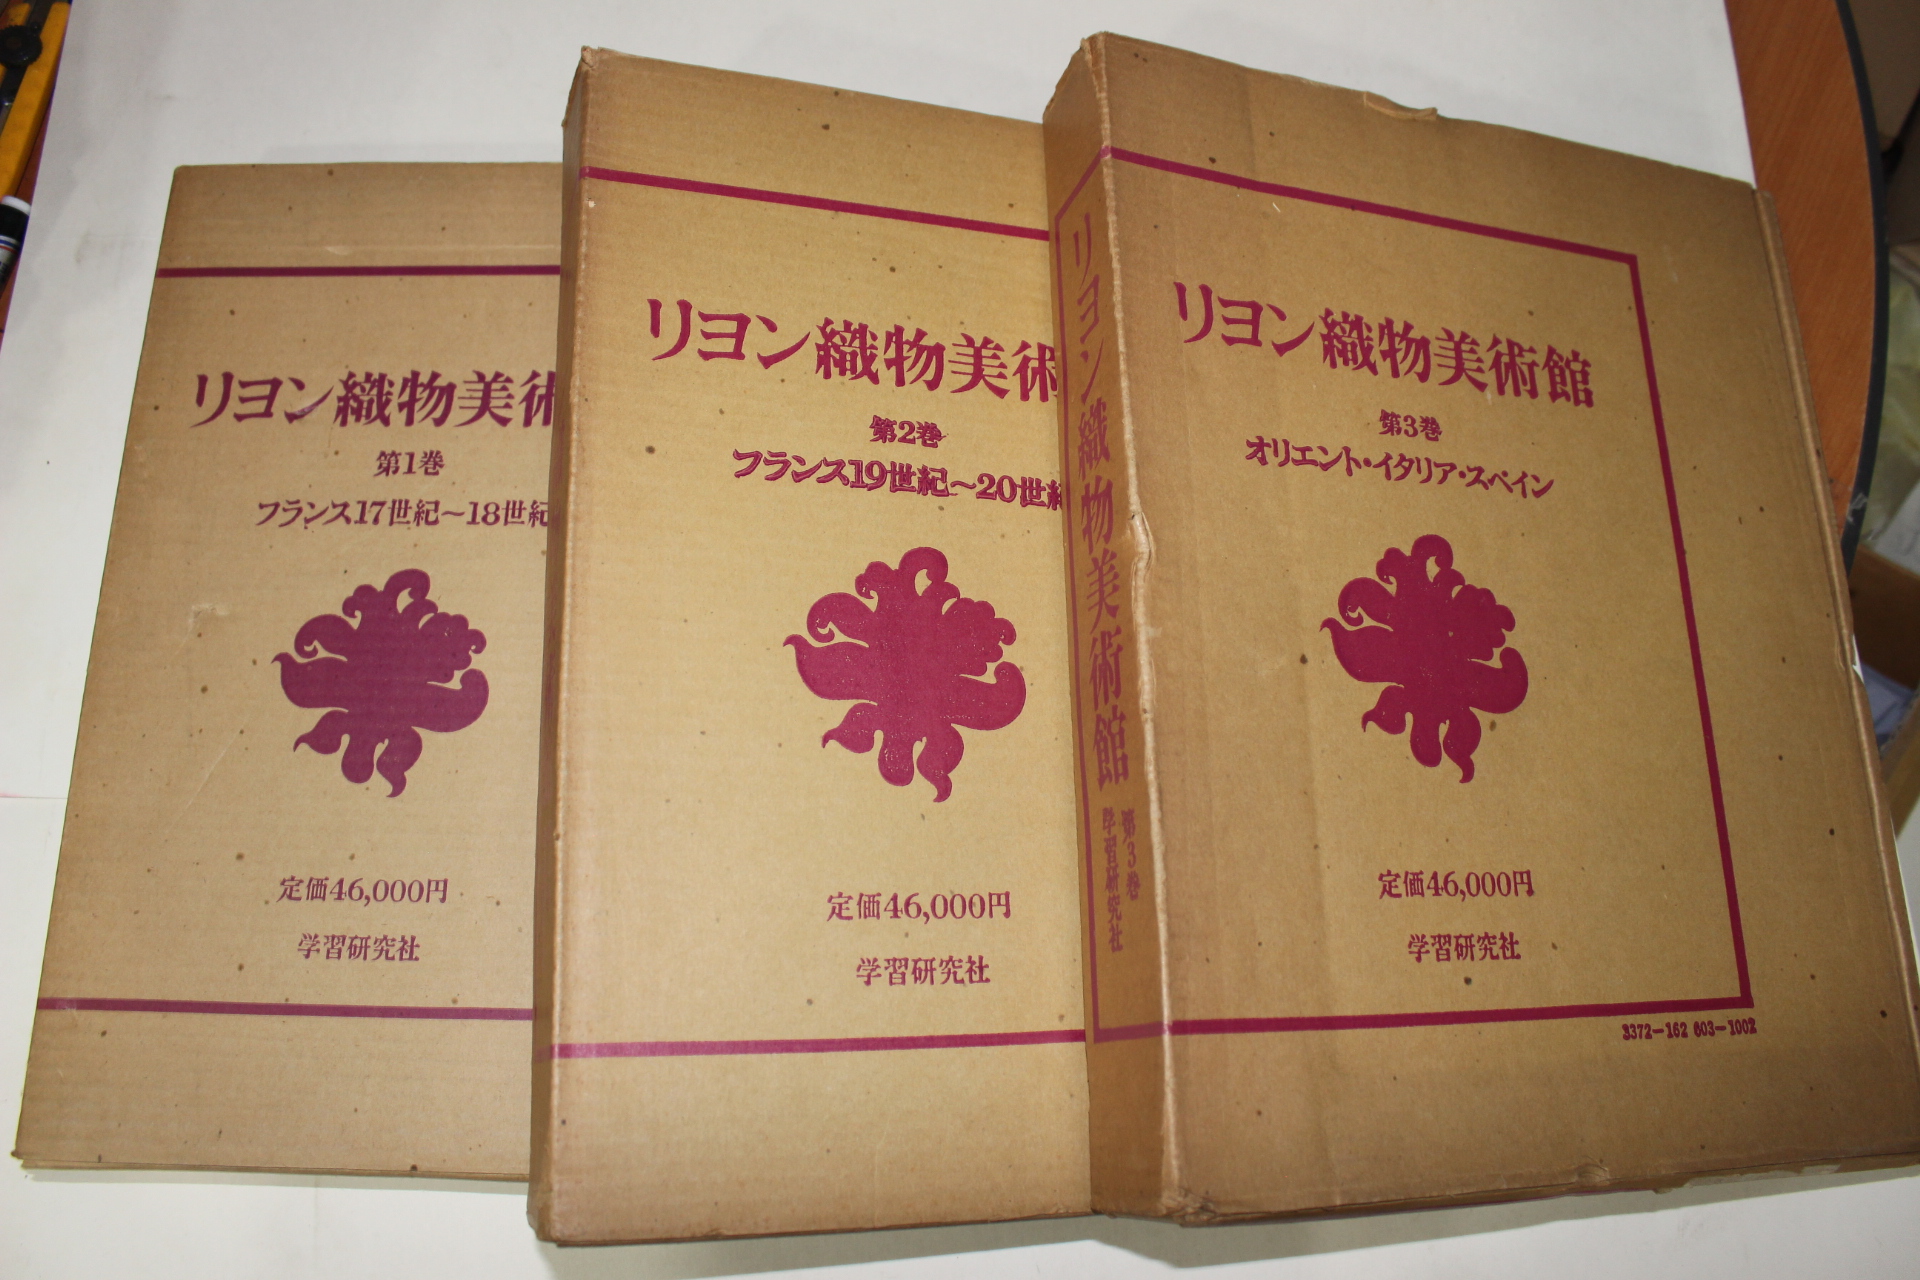 リヨン織物美術
第1巻
フランス17世紀～18世紀
定価46,000円
学習研究社
リヨン織物美術
第2巻
フランス19世紀～20世紀
定価46,000円
学習研究社
リヨン織物美術館
第3巻
学習研究社
リヨン織物美術館
第3巻
オリエント・イタリア・スペイン
定価46,000円
学習研究社
3372-162 603-1002